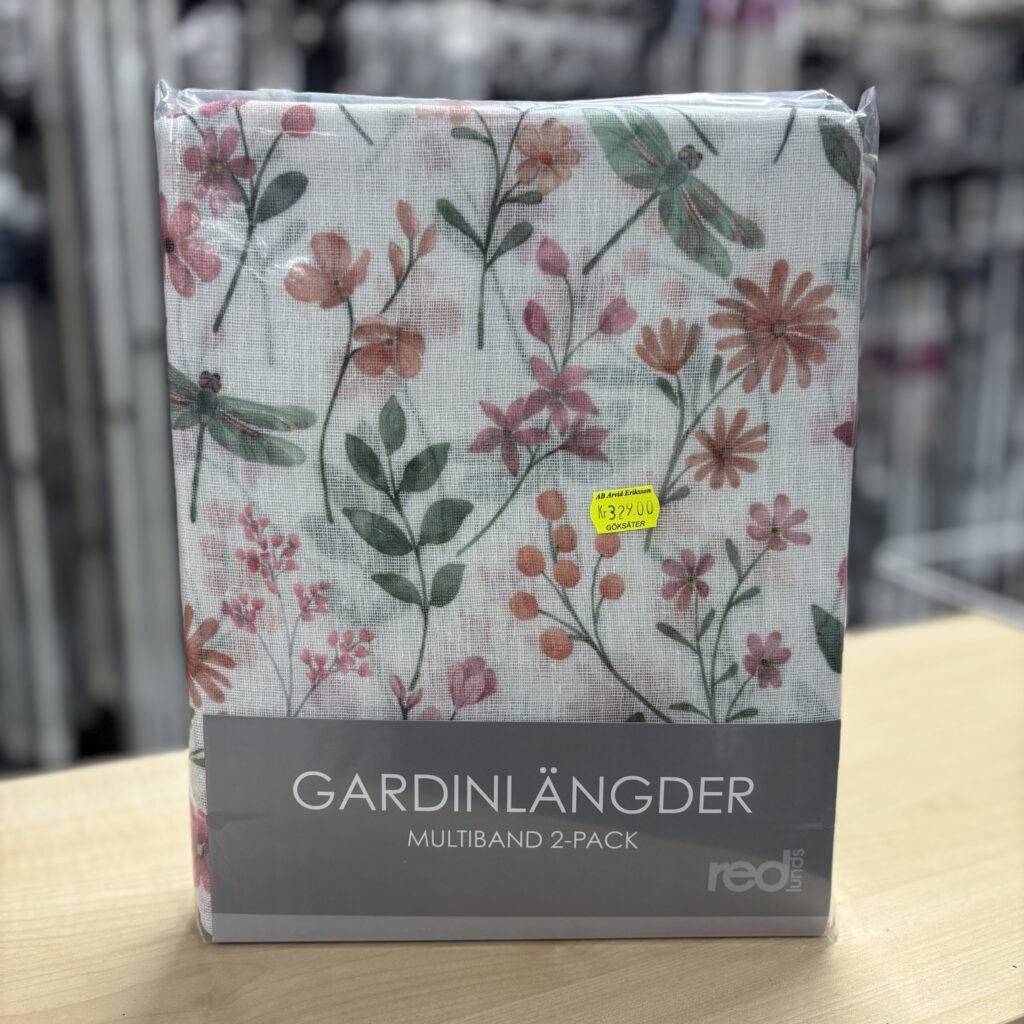 AB Arvid Eriksson
Kr 329.00
GÖKSÄTER
GARDINLÄNGDER
MULTIBAND 2-PACK
red
lunds